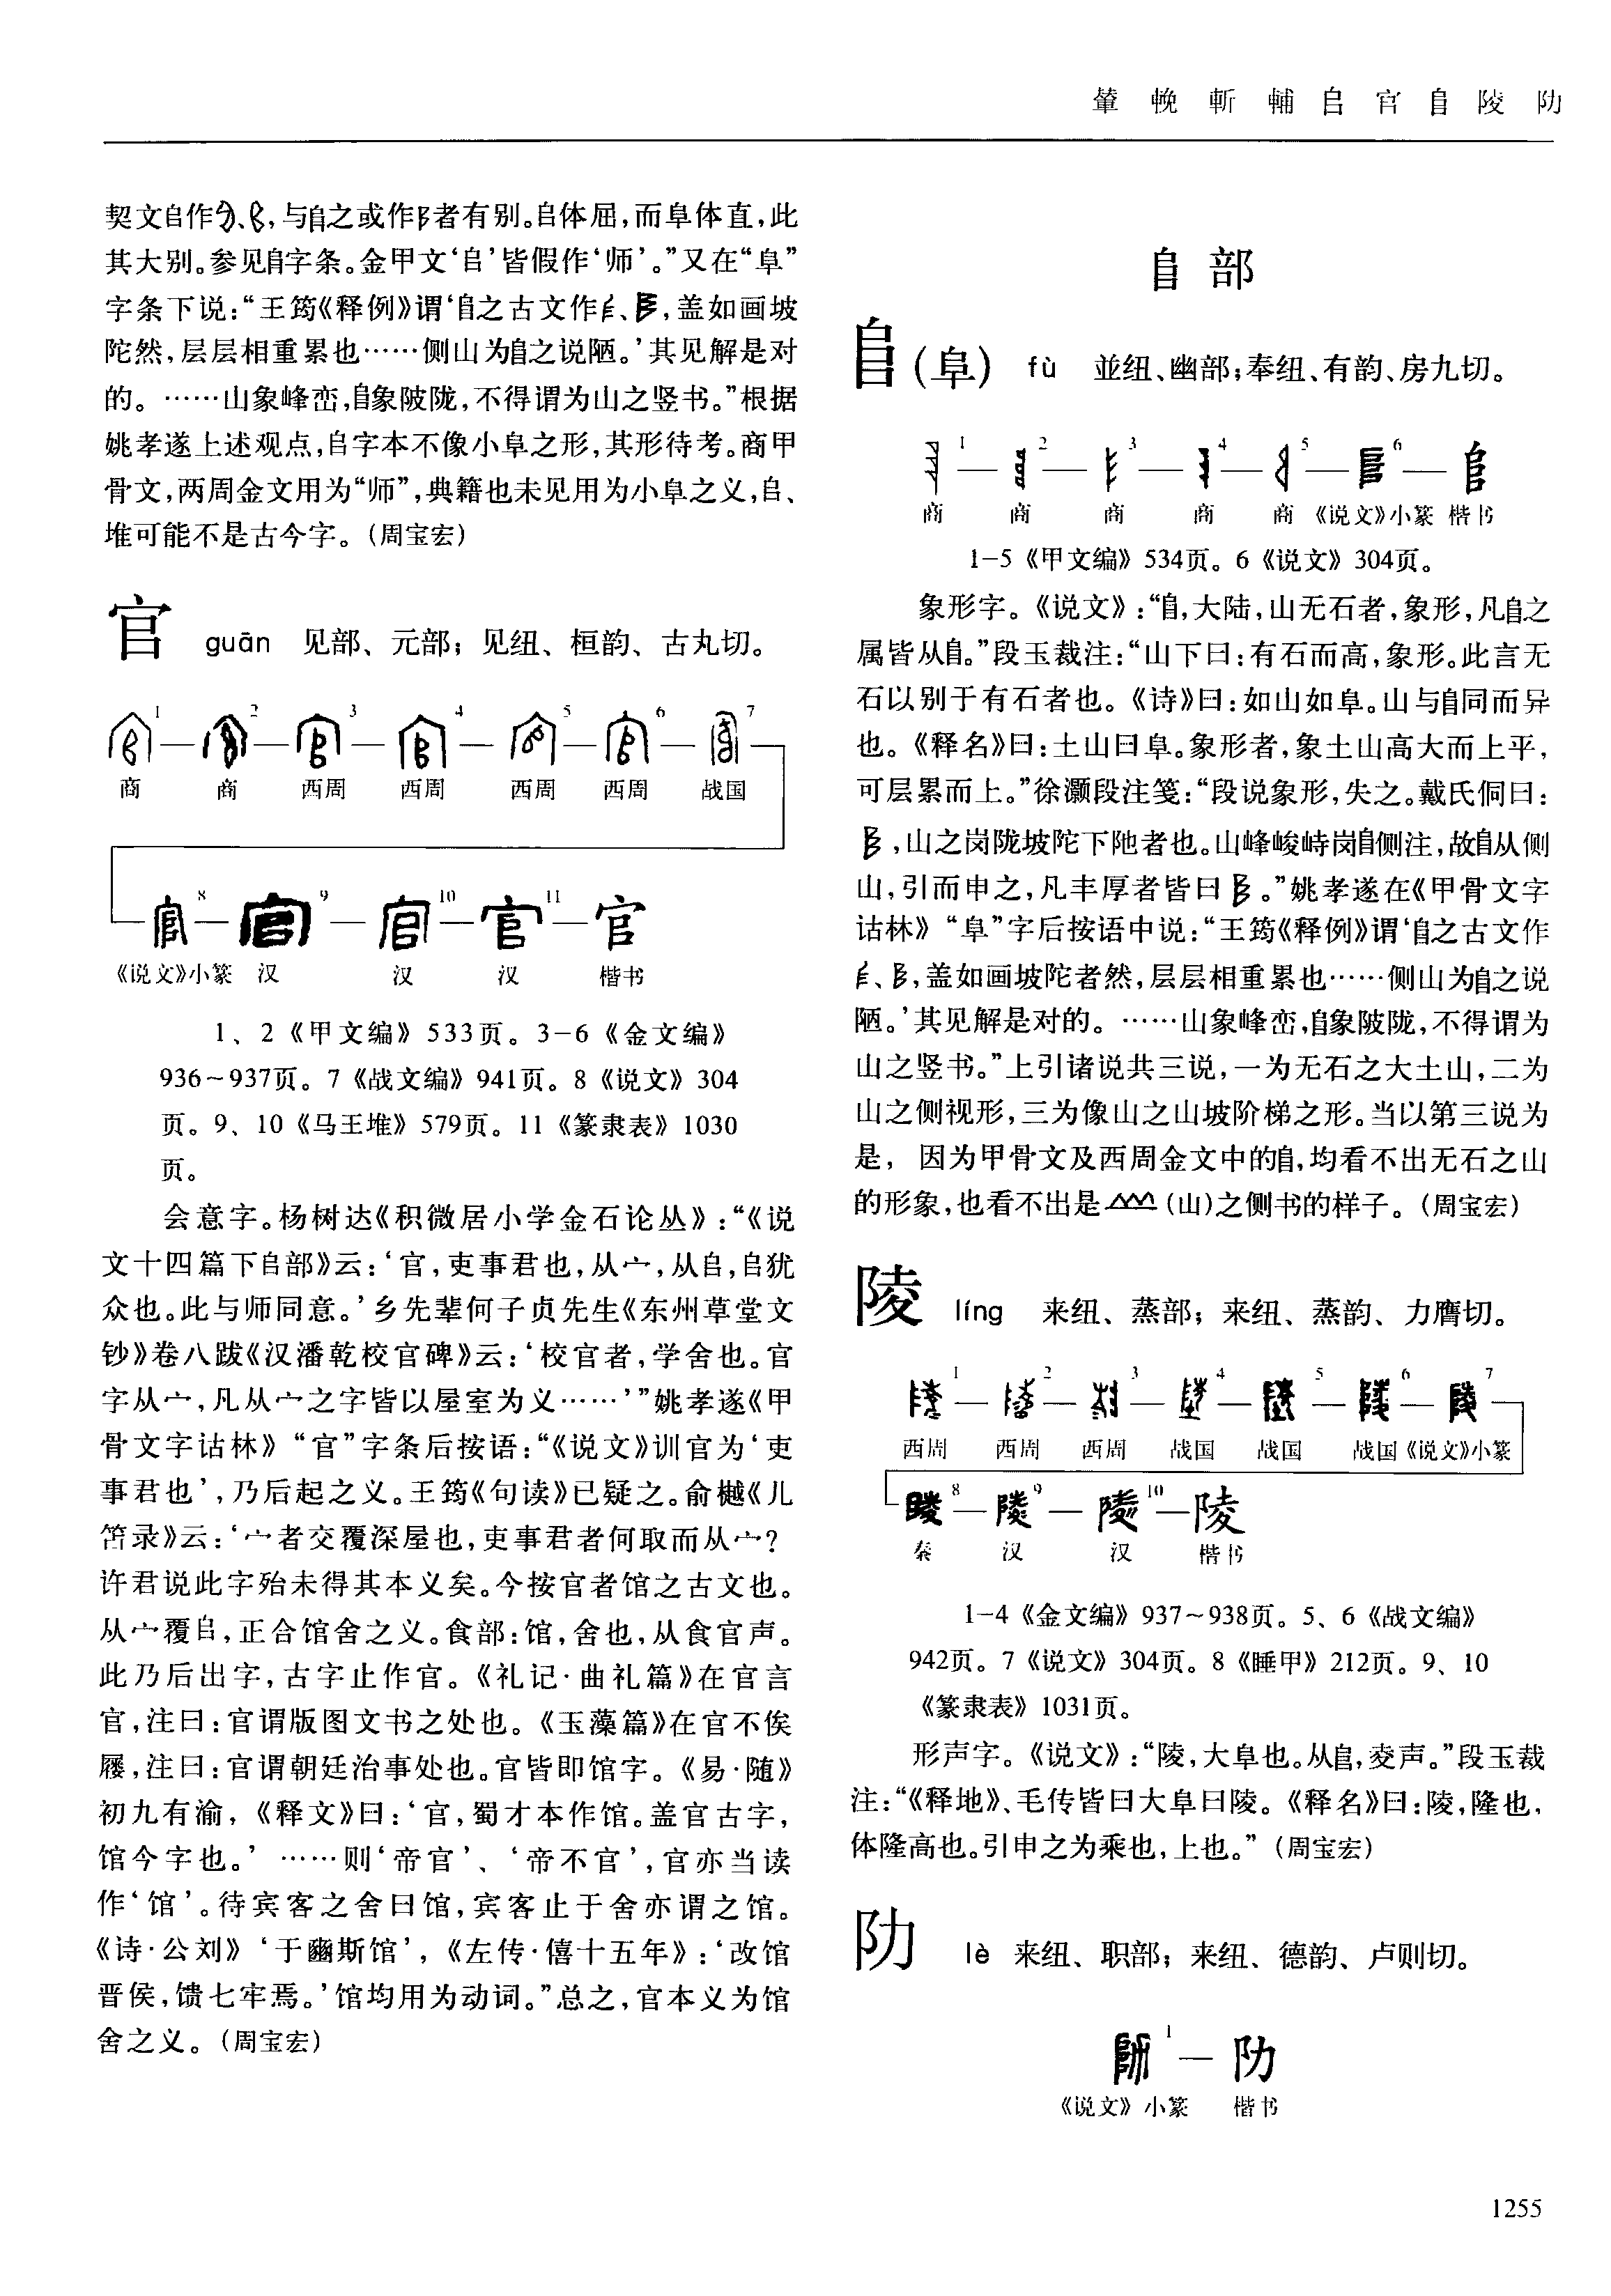 輂 輓 斬 輔 𠂤 官 𨸏 陵 阞
契文𠂤作、,与𨸏之或作者有别。𠂤体屈,而阜体直,此
其大别。参见𨸏字条。金甲文‘𠂤’皆假作‘师’。”又在“阜”
字条下说:“王筠《释例》谓‘𨸏之古文作、,盖如画坡
陀然,层层相重累也……侧山为𨸏之说陋。’其见解是对
的。……山象峰峦,𨸏象陂陇,不得谓为山之竖书。”根据
姚孝遂上述观点,𠂤字本不像小阜之形,其形待考。商甲
骨文,两周金文用为“师”,典籍也未见用为小阜之义,𠂤、
堆可能不是古今字。(周宝宏)
官 guān 见部、元部;见纽、桓韵、古丸切。
1 — 2 — 3 — 4 — 5 — 6 — 7
商 商 西周 西周 西周 西周 战国
8 — 9 — 10 — 11 — 官
《说文》小篆 汉 汉 汉 楷书
1、2《甲文编》533页。3-6《金文编》
936~937页。7《战文编》941页。8《说文》304
页。9、10《马王堆》579页。11《篆隶表》1030
页。
会意字。杨树达《积微居小学金石论丛》:“《说
文十四篇下𠂤部》云:‘官,吏事君也,从宀,从𠂤,𠂤犹
众也。此与师同意。’乡先辈何子贞先生《东州草堂文
钞》卷八跋《汉潘乾校官碑》云:‘校官者,学舍也。官
字从宀,凡从宀之字皆以屋室为义……’”姚孝遂《甲
骨文字诂林》“官”字条后按语:“《说文》训官为‘吏
事君也’,乃后起之义。王筠《句读》已疑之。俞樾《儿
笘录》云:‘宀者交覆深屋也,吏事君者何取而从宀?
许君说此字殆未得其本义矣。今按官者馆之古文也。
从宀覆𠂤,正合馆舍之义。食部:馆,舍也,从食官声。
此乃后出字,古字止作官。《礼记·曲礼篇》在官言
官,注曰:官谓版图文书之处也。《玉藻篇》在官不俟
屦,注曰:官谓朝廷治事处也。官皆即馆字。《易·随》
初九有渝,《释文》曰:‘官,蜀才本作馆。盖官古字,
馆今字也。’……则‘帝官’、‘帝不官’,官亦当读
作‘馆’。待宾客之舍曰馆,宾客止于舍亦谓之馆。
《诗·公刘》‘于豳斯馆’,《左传·僖十五年》:‘改馆
晋侯,馈七牢焉。’馆均用为动词。”总之,官本义为馆
舍之义。(周宝宏)
𨸏 部
𨸏(阜) fù 並纽、幽部;奉纽、有韵、房九切。
1 — 2 — 3 — 4 — 5 — 6 — 𨸏
商 商 商 商 商 《说文》小篆 楷书
1-5《甲文编》534页。6《说文》304页。
象形字。《说文》:“𨸏,大陆,山无石者,象形,凡𨸏之
属皆从𨸏。”段玉裁注:“山下曰:有石而高,象形。此言无
石以别于有石者也。《诗》曰:如山如阜。山与𨸏同而异
也。《释名》曰:土山曰阜。象形者,象土山高大而上平,
可层累而上。”徐灏段注笺:“段说象形,失之。戴氏侗曰:
,山之岗陇坡陀下阤者也。山峰峻峙岗𨸏侧注,故𨸏从侧
山,引而申之,凡丰厚者皆曰。”姚孝遂在《甲骨文字
诂林》“阜”字后按语中说:“王筠《释例》谓‘𨸏之古文作
、,盖如画坡陀者然,层层相重累也……侧山为𨸏之说
陋。’其见解是对的。……山象峰峦,𨸏象陂陇,不得谓为
山之竖书。”上引诸说共三说,一为无石之大土山,二为
山之侧视形,三为像山之山坡阶梯之形。当以第三说为
是,因为甲骨文及西周金文中的𨸏,均看不出无石之山
的形象,也看不出是(山)之侧书的样子。(周宝宏)
陵 líng 来纽、蒸部;来纽、蒸韵、力膺切。
1 — 2 — 3 — 4 — 5 — 6 — 7
西周 西周 西周 战国 战国 战国 《说文》小篆
8 — 9 — 10 — 陵
秦 汉 汉 楷书
1-4《金文编》937~938页。5、6《战文编》
942页。7《说文》304页。8《睡甲》212页。9、10
《篆隶表》1031页。
形声字。《说文》:“陵,大阜也。从𨸏,夌声。”段玉裁
注:“《释地》、毛传皆曰大阜曰陵。《释名》曰:陵,隆也,
体隆高也。引申之为乘也,上也。”(周宝宏)
阞 lè 来纽、职部;来纽、德韵、卢则切。
1 — 阞
《说文》小篆 楷书
1255